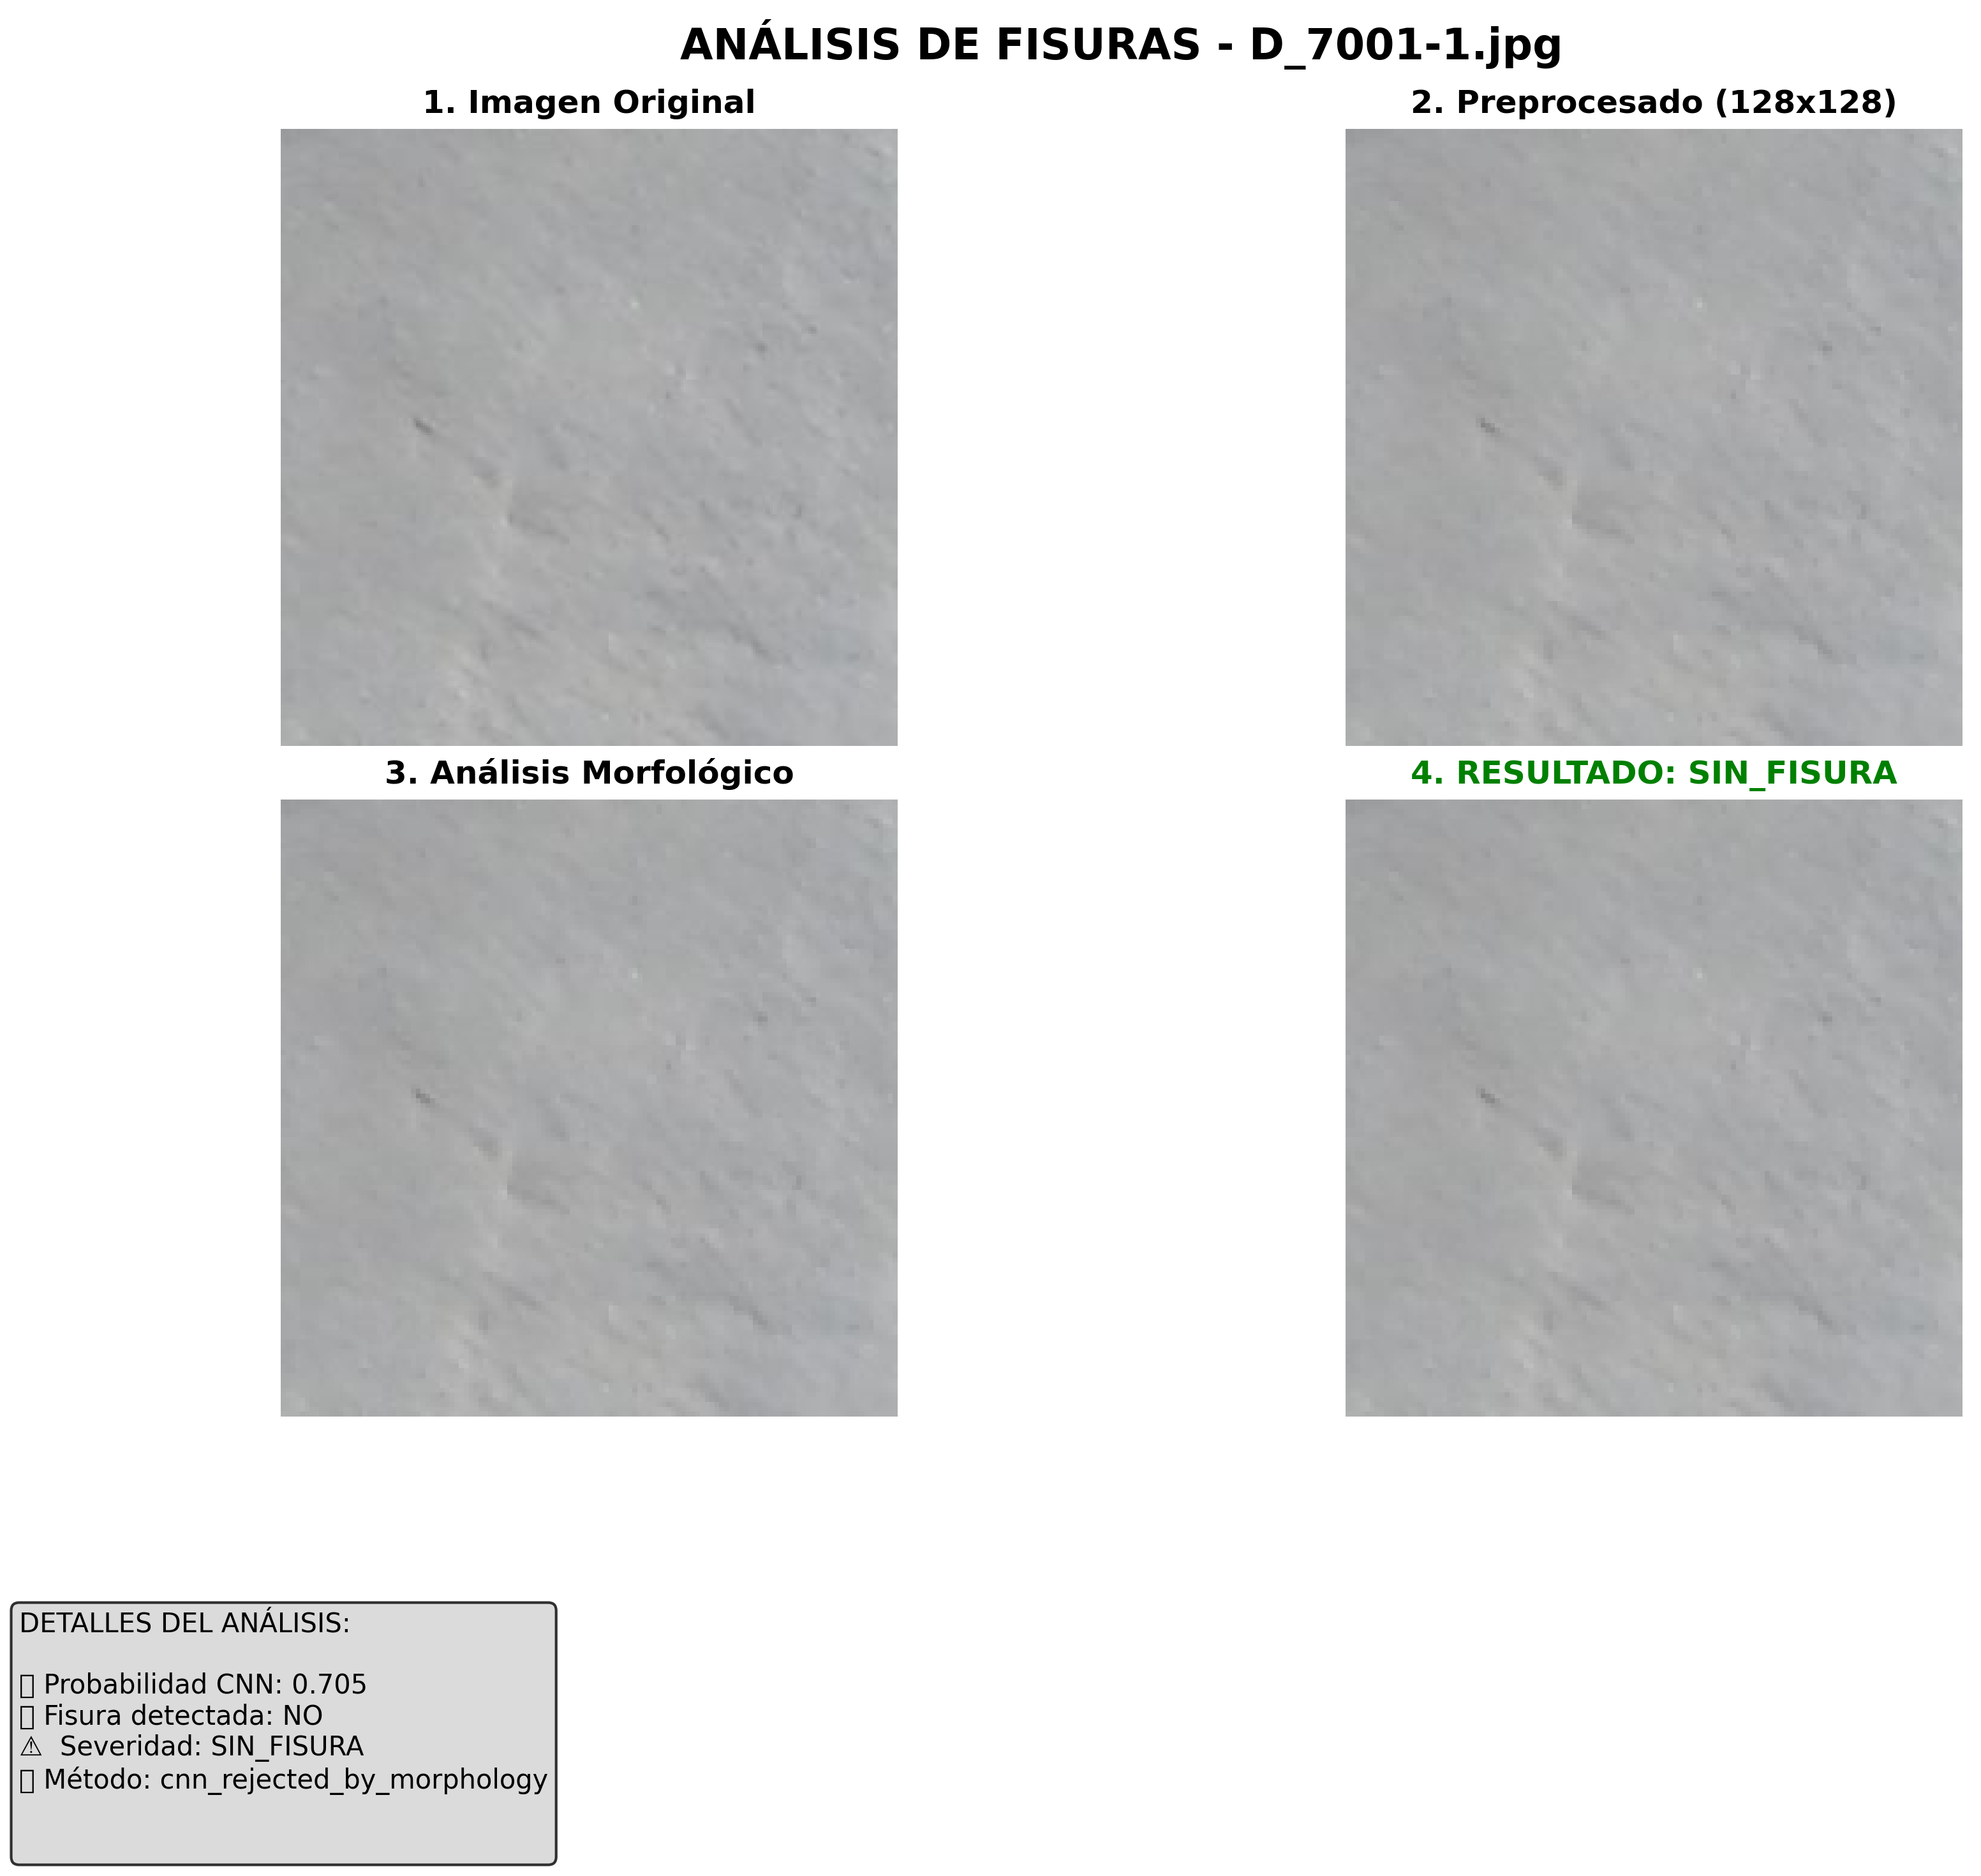 ANÁLISIS DE FISURAS - D_7001-1.jpg
1. Imagen Original
2. Preprocesado (128x128)
3. Análisis Morfológico
4. RESULTADO: SIN_FISURA
DETALLES DEL ANÁLISIS:
▯ Probabilidad CNN: 0.705
▯ Fisura detectada: NO
⚠ Severidad: SIN_FISURA
▯ Método: cnn_rejected_by_morphology